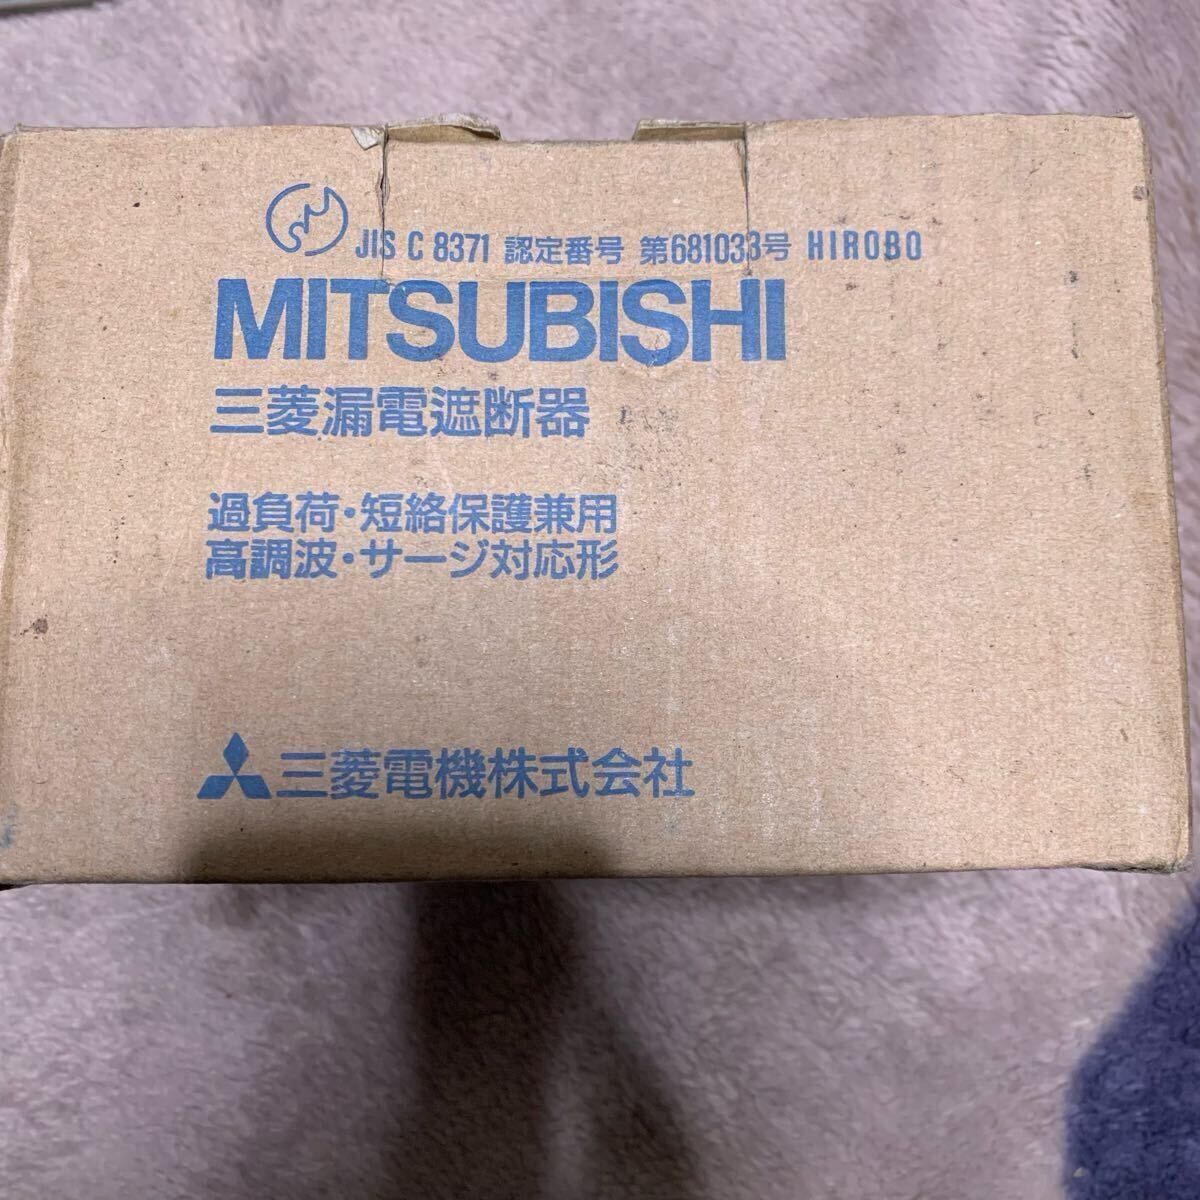 JIS C 8371 認定番号 第681033号 HIROBO
MITSUBISHI
三菱漏電遮断器
過負荷・短絡保護兼用
高調波・サージ対応形
三菱電機株式会社